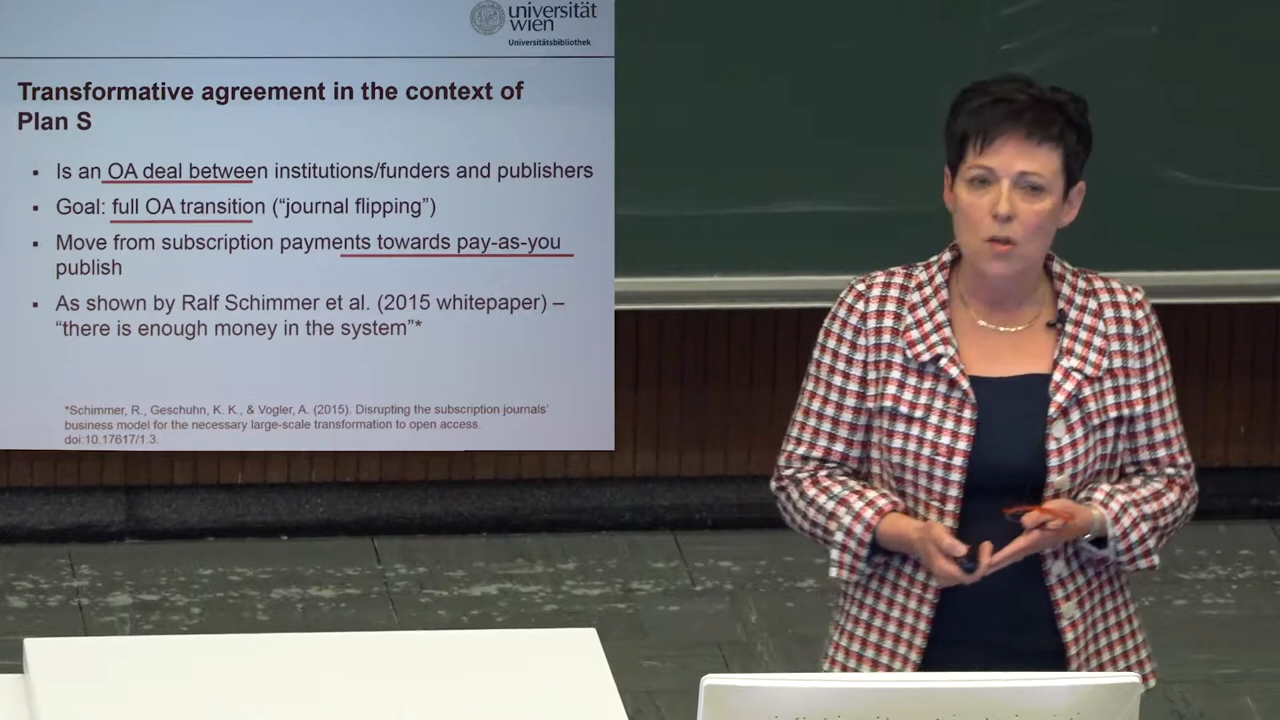 universität
wien
Universitätsbibliothek
Transformative agreement in the context of
Plan S
▪ Is an OA deal between institutions/funders and publishers
▪ Goal: full OA transition (“journal flipping”)
▪ Move from subscription payments towards pay-as-you
publish
▪ As shown by Ralf Schimmer et al. (2015 whitepaper) –
“there is enough money in the system”*
*Schimmer, R., Geschuhn, K. K., & Vogler, A. (2015). Disrupting the subscription journals’
business model for the necessary large-scale transformation to open access.
doi:10.17617/1.3.